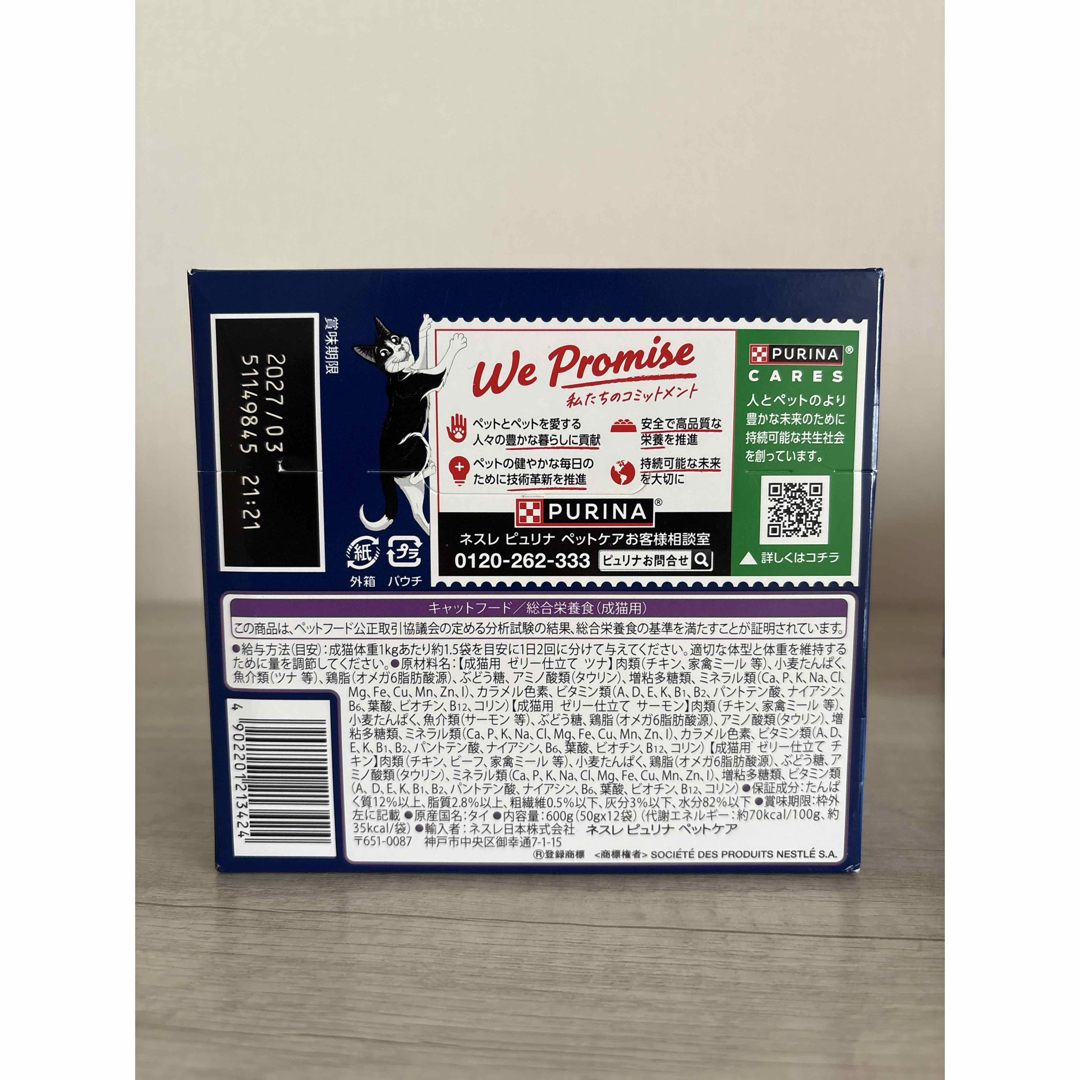 賞味期限
2027/03
51149845 21:21
外箱
紙
パウチ
プラ
We Promise
私たちのコミットメント
ペットとペットを愛する
人々の豊かな暮らしに貢献
安全で高品質な
栄養を推進
ペットの健やかな毎日の
ために技術革新を推進
持続可能な未来
を大切に
PURINA®
ネスレ ピュリナ ペットケアお客様相談室
0120-262-333 ピュリナお問合せ
PURINA®
CARES
人とペットのより
豊かな未来のために
持続可能な共生社会
を創っています。
▲詳しくはコチラ
キャットフード/総合栄養食(成猫用)
この商品は、ペットフード公正取引協議会の定める分析試験の結果、総合栄養食の基準を満たすことが証明されています。
●給与方法(目安):成猫体重1kgあたり約1.5袋を目安に1日2回に分けて与えてください。適切な体型と体重を維持する
ために量を調節してください。●原材料名:【成猫用 ゼリー仕立て ツナ】肉類(チキン、家禽ミール 等)、小麦たんぱく、
魚介類(ツナ 等)、鶏脂(オメガ6脂肪酸源)、ぶどう糖、アミノ酸類(タウリン)、増粘多糖類、ミネラル類(Ca, P, K, Na, Cl,
Mg, Fe, Cu, Mn, Zn, I)、カラメル色素、ビタミン類(A, D, E, K, B1, B2, パントテン酸、ナイアシン、
B6, 葉酸、ビオチン、B12, コリン)【成猫用 ゼリー仕立て サーモン】肉類(チキン、家禽ミール 等)、
小麦たんぱく、魚介類(サーモン 等)、ぶどう糖、鶏脂(オメガ6脂肪酸源)、アミノ酸類(タウリン)、増
粘多糖類、ミネラル類(Ca, P, K, Na, Cl, Mg, Fe, Cu, Mn, Zn, I)、カラメル色素、ビタミン類(A, D,
E, K, B1, B2, パントテン酸、ナイアシン、B6, 葉酸、ビオチン、B12, コリン)【成猫用 ゼリー仕立て チ
キン】肉類(チキン、ビーフ、家禽ミール 等)、小麦たんぱく、鶏脂(オメガ6脂肪酸源)、ぶどう糖、ア
ミノ酸類(タウリン)、ミネラル類(Ca, P, K, Na, Cl, Mg, Fe, Cu, Mn, Zn, I)、増粘多糖類、ビタミン類
(A, D, E, K, B1, B2, パントテン酸、ナイアシン、B6, 葉酸、ビオチン、B12, コリン)●保証成分:たんぱ
く質12%以上、脂質2.8%以上、粗繊維0.5%以下、灰分3%以下、水分82%以下●賞味期限:枠外
左に記載●原産国名:タイ●内容量:600g(50gx12袋)(代謝エネルギー:約70kcal/100g、約
35kcal/袋)●輸入者:ネスレ日本株式会社 ネスレ ピュリナ ペットケア
〒651-0087 神戸市中央区御幸通7-1-15
®登録商標 <商標権者> SOCIÉTÉ DES PRODUITS NESTLÉ S.A.
4 902201213424